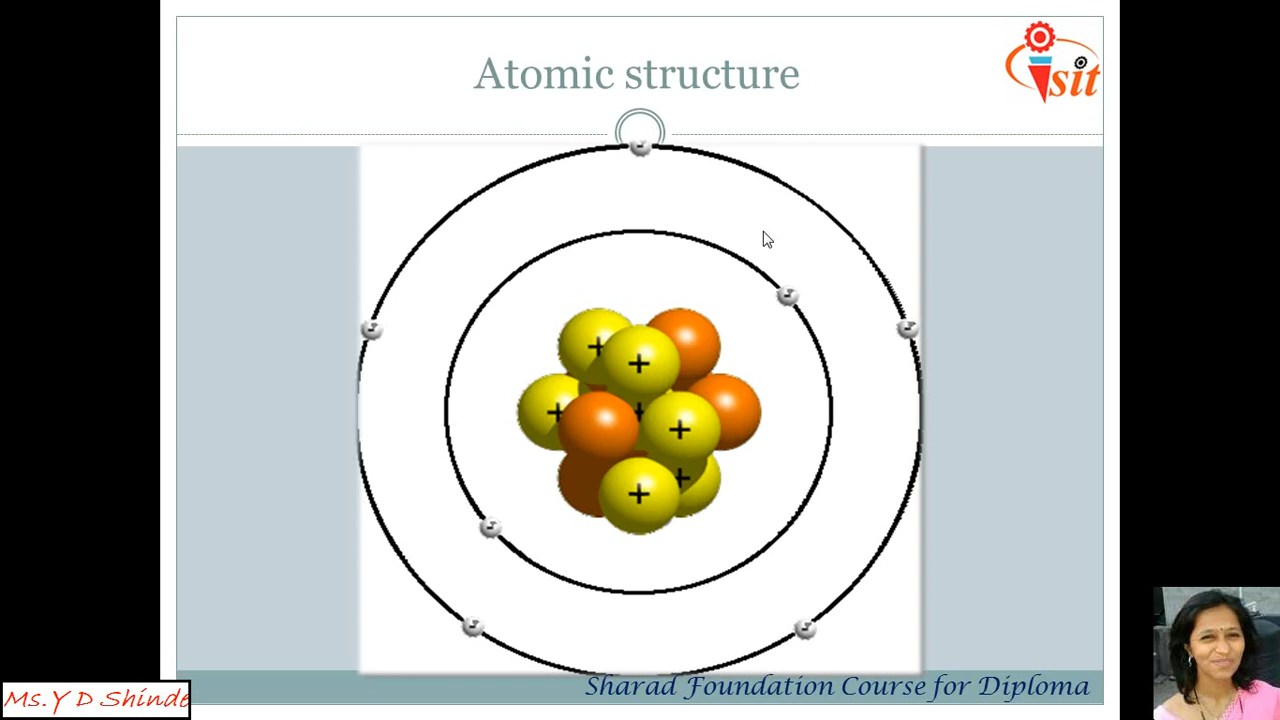 Atomic structure
sit
+
+
+
+
+
+
+
Sharad Foundation Course for Diploma
Ms. Y D Shinde